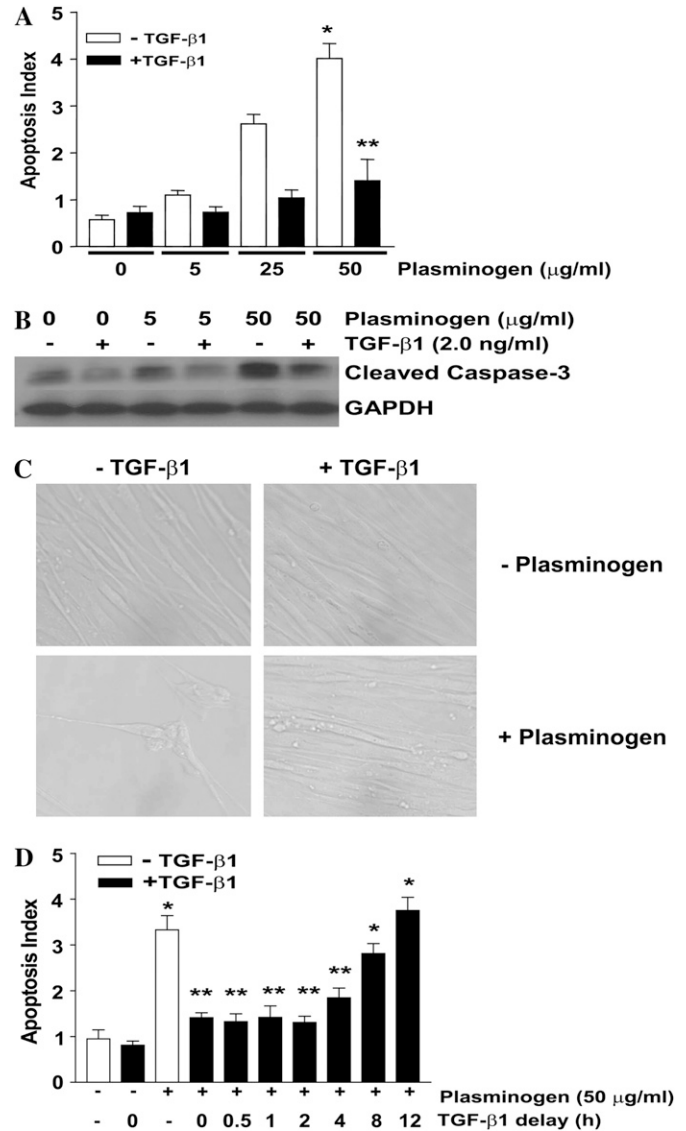 A
Apoptosis Index
5
4
3
2
1
0
- TGF-β1
+TGF-β1
*
**
0 5 25 50 Plasminogen (µg/ml)
B
0 0 5 5 50 50 Plasminogen (µg/ml)
- + - + - + TGF-β1 (2.0 ng/ml)
Cleaved Caspase-3
GAPDH
C
- TGF-β1 + TGF-β1
- Plasminogen
+ Plasminogen
D
Apoptosis Index
5
4
3
2
1
0
- TGF-β1
+TGF-β1
* ** ** ** ** ** * *
- - + + + + + + + + Plasminogen (50 µg/ml)
- 0 - 0 0.5 1 2 4 8 12 TGF-β1 delay (h)